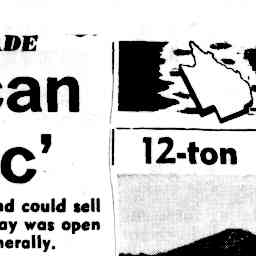 ADE
can
c'
nd could sell
ay was open
nerally.
12-ton